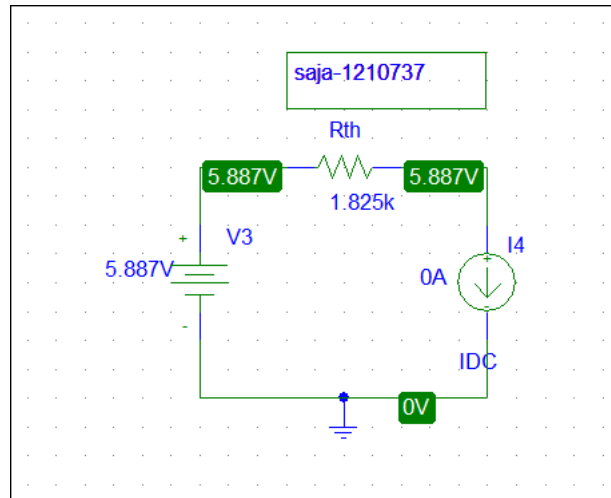 saja-1210737
Rth
5.887V
5.887V
1.825k
+
V3
5.887V
-
I4
+
0A
-
IDC
0V